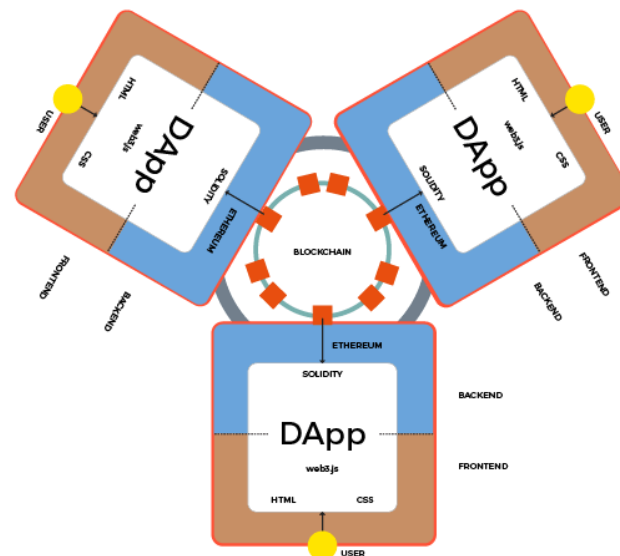 HTML
USER
web3.js
DApp
CSS
SOLIDITY
ETHEREUM
FRONTEND
BACKEND
HTML
USER
web3.js
DApp
CSS
SOLIDITY
ETHEREUM
FRONTEND
BACKEND
BLOCKCHAIN
ETHEREUM
SOLIDITY
BACKEND
DApp
FRONTEND
web3.js
HTML CSS
USER